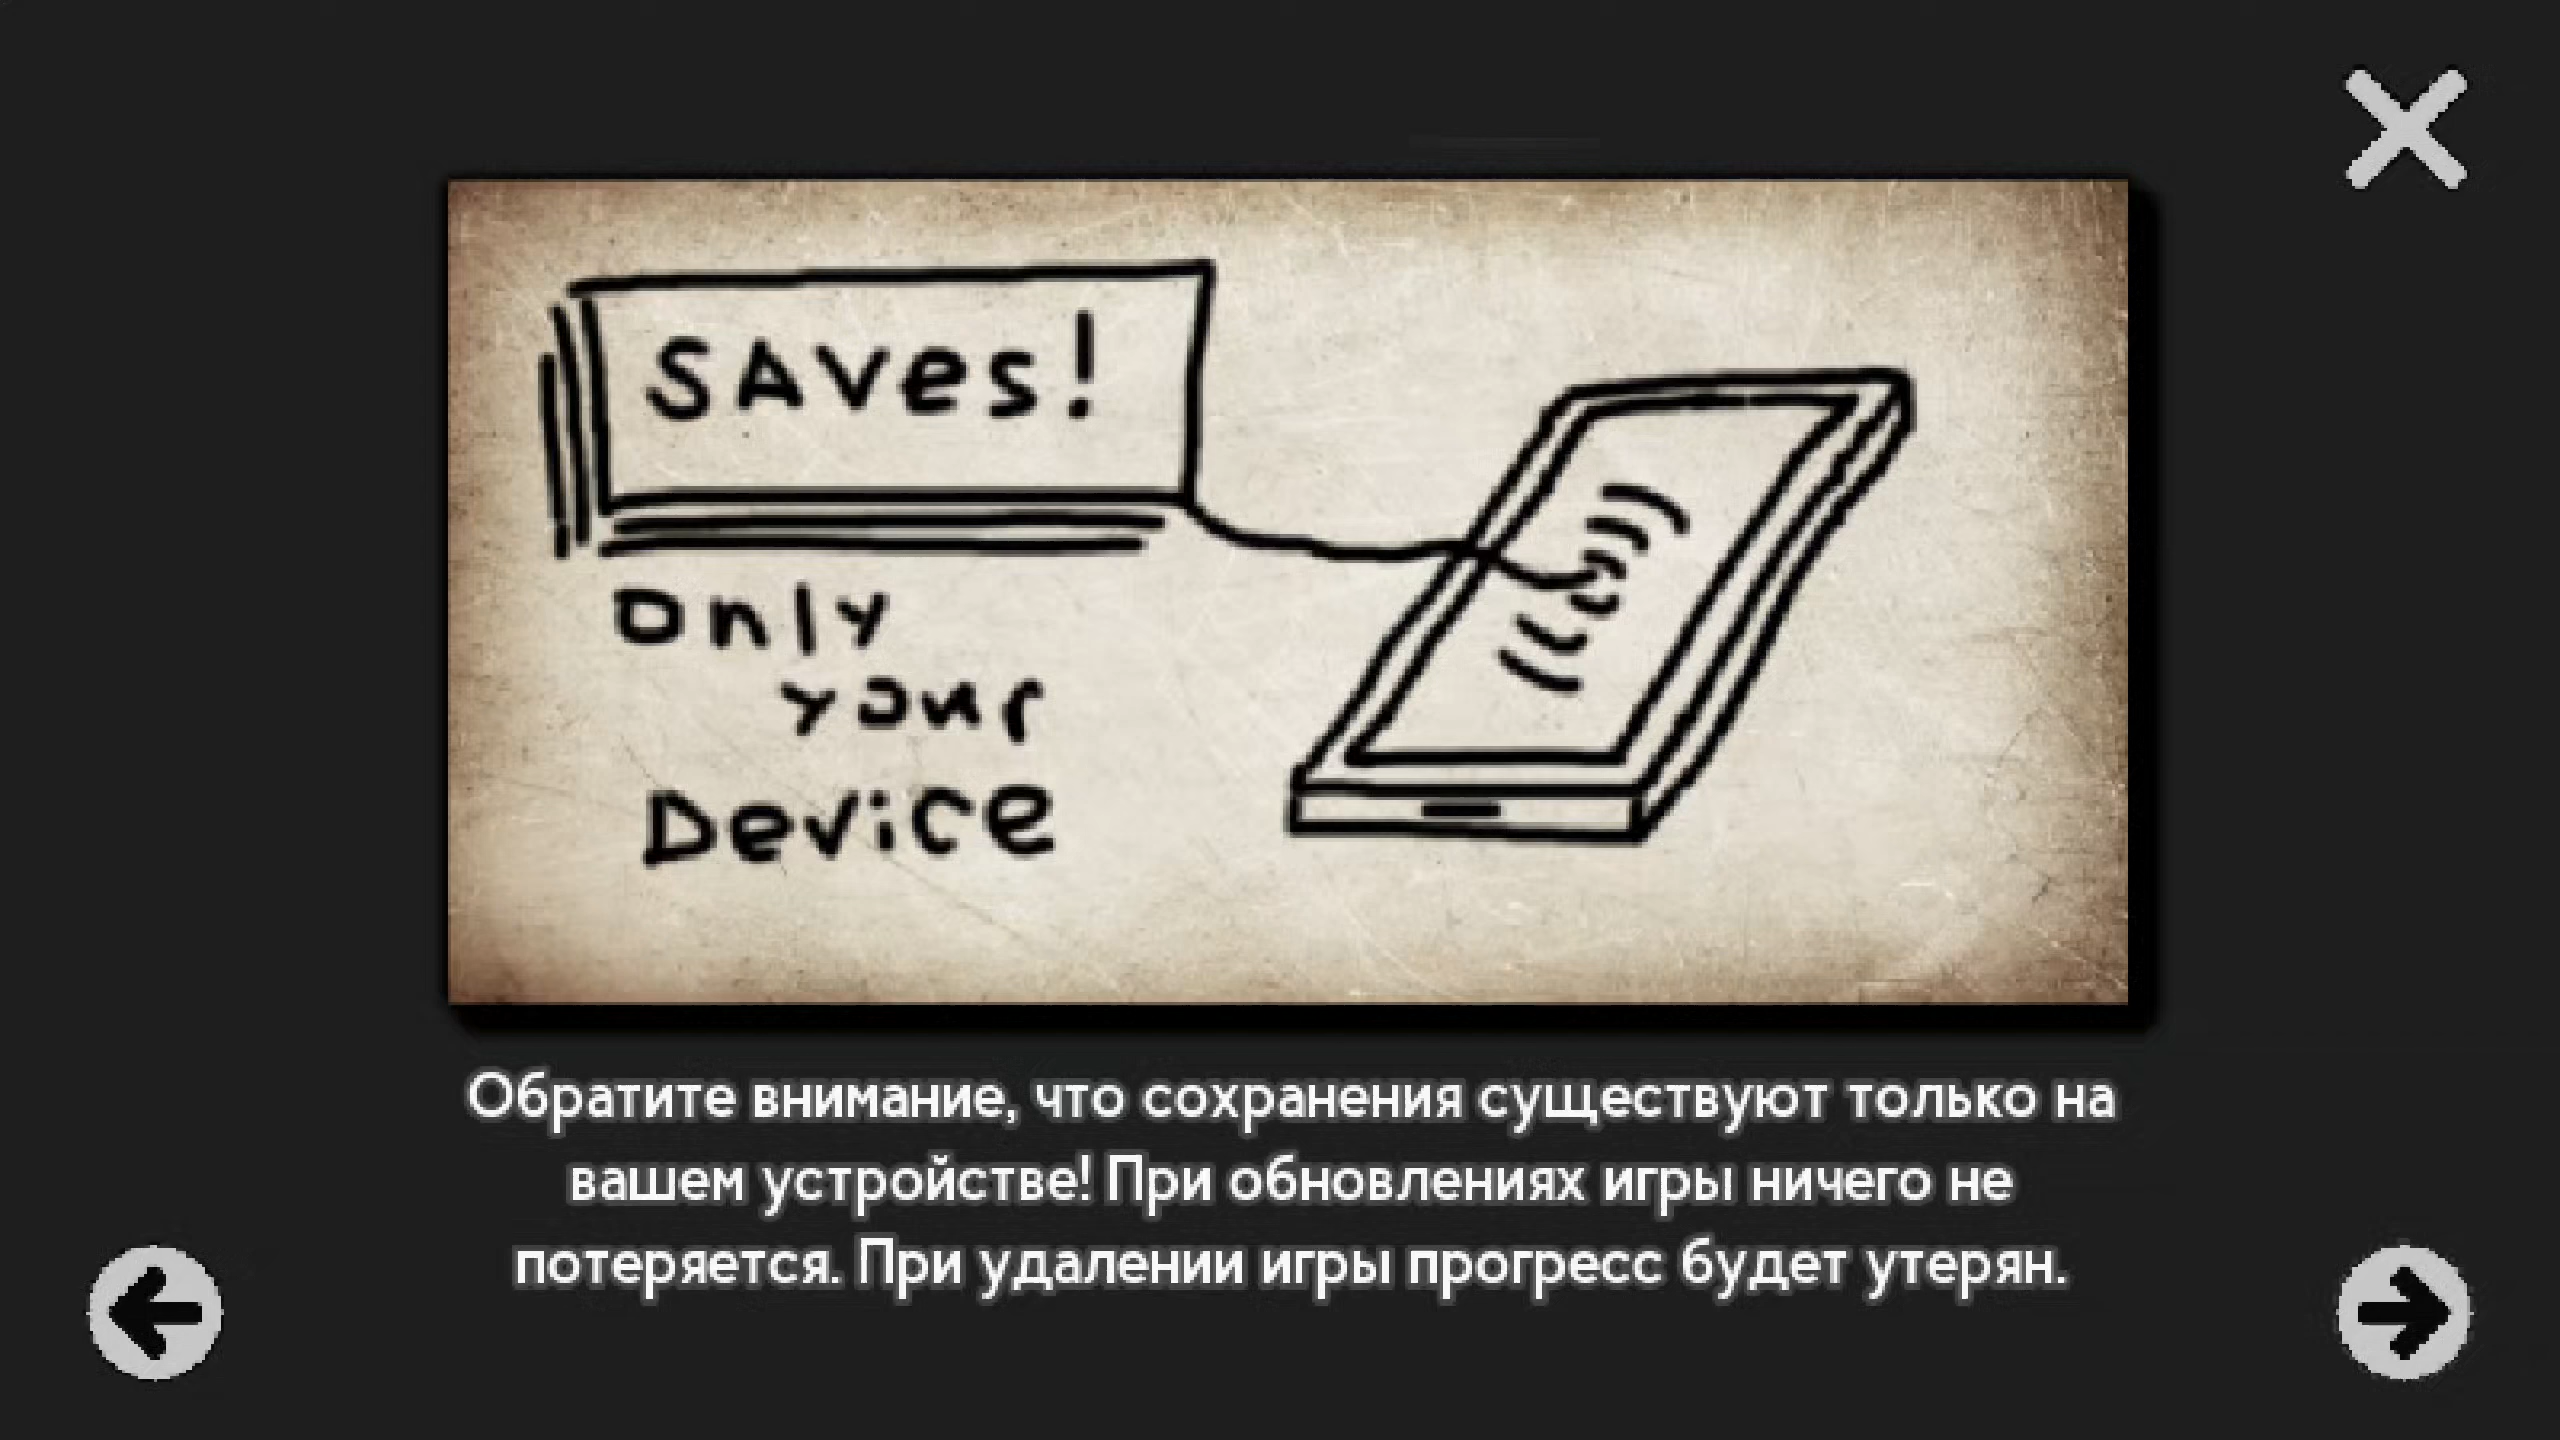 SAves!
only
your
Device
Обратите внимание, что сохранения существуют только на
вашем устройстве! При обновлениях игры ничего не
потеряется. При удалении игры прогресс будет утерян.